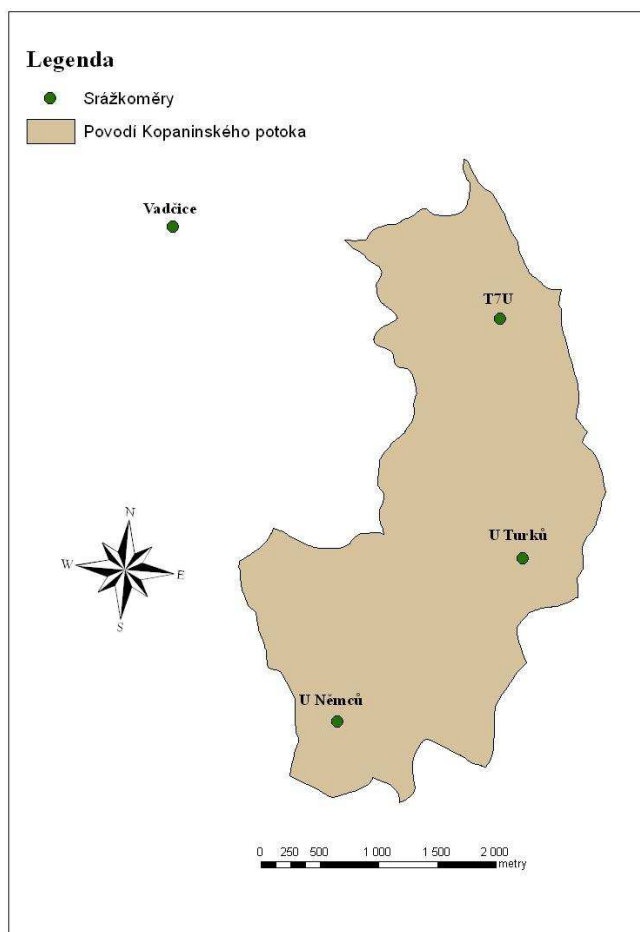 Legenda
Srážkoměry
Povodí Kopaninského potoka
Vadčice
T7U
N
W
E
S
U Turků
U Němců
0 250 500 1 000 1 500 2 000
metry